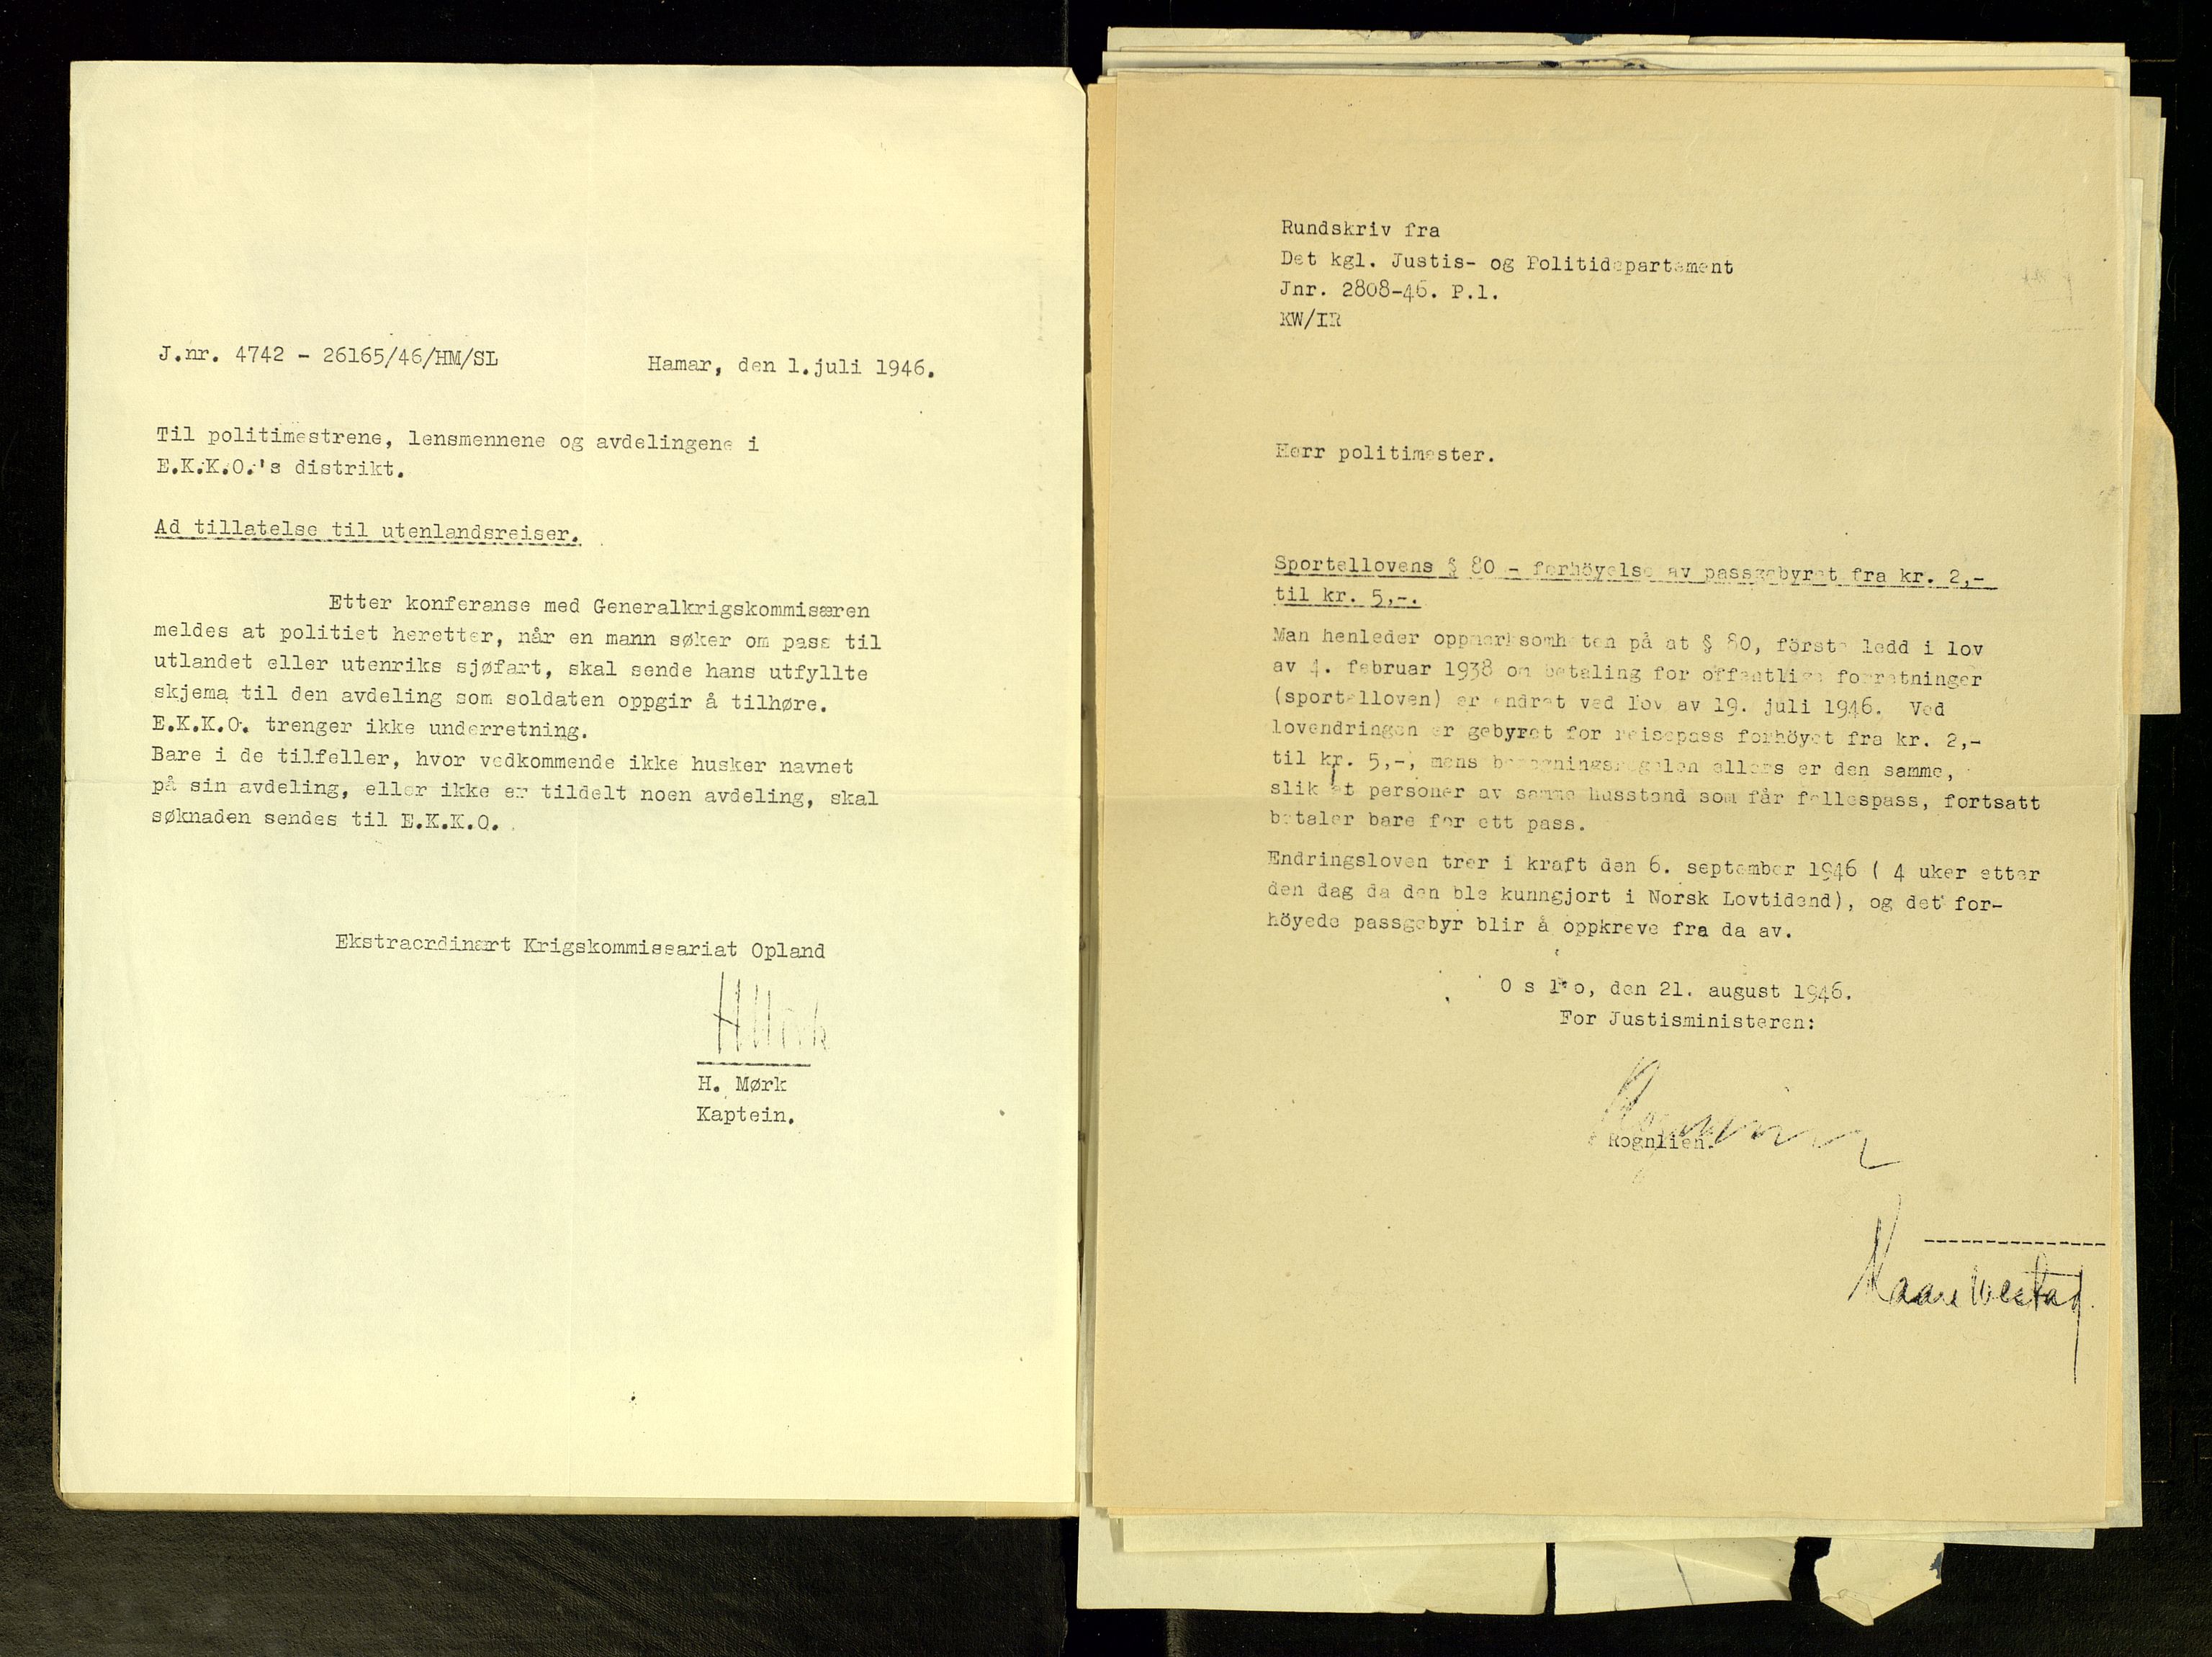 J.nr. 4742 - 26165/46/HM/SL
Hamar, den 1.juli 1946.
Til politimestrene, lensmennene og avdelingene i
E.K.K.O.'s distrikt.
Ad tillatelse til utenlandsreiser.
Etter konferanse med Generalkrigskommisæren
meldes at politiet heretter, når en mann søker om pass til
utlandet eller utenriks sjøfart, skal sende hans utfyllte
skjema til den avdeling som soldaten oppgir å tilhøre.
E.K.K.O. trenger ikke underretning.
Bare i de tilfeller, hvor vedkommende ikke husker navnet
på sin avdeling, eller ikke er tildelt noen avdeling, skal
søknaden sendes til E.K.K.O.
Ekstraordinært Krigskommissariat Opland
HMørk
H. Mørk
Kaptein.
Rundskriv fra
Det kgl. Justis- og Politidepartement
Jnr. 2808-46. P.1.
KW/IR
Herr politimester.
Sportellovens § 80 - forhöyelse av passgebyret fra kr. 2,-
til kr. 5,-.
Man henleder oppmerksomheten på at § 80, förste ledd i lov
av 4. februar 1938 om betaling for offentlige forretninger
(sportelloven) er endret ved lov av 19. juli 1946. Ved
lovendringen er gebyret for reisepass forhöyet fra kr. 2,-
til kr. 5,-, mens beregningsregelen ellers er den samme,
slik at personer av samme husstand som får fellespass, fortsatt
betaler bare for ett pass.
Endringsloven trer i kraft den 6. september 1946 ( 4 uker etter
den dag da den ble kunngjort i Norsk Lovtidend), og det for-
höyede passgebyr blir å oppkreve fra da av.
O s l o, den 21. august 1946.
For Justisministeren:
Rognlien
Rognlien.
Kaare Westad